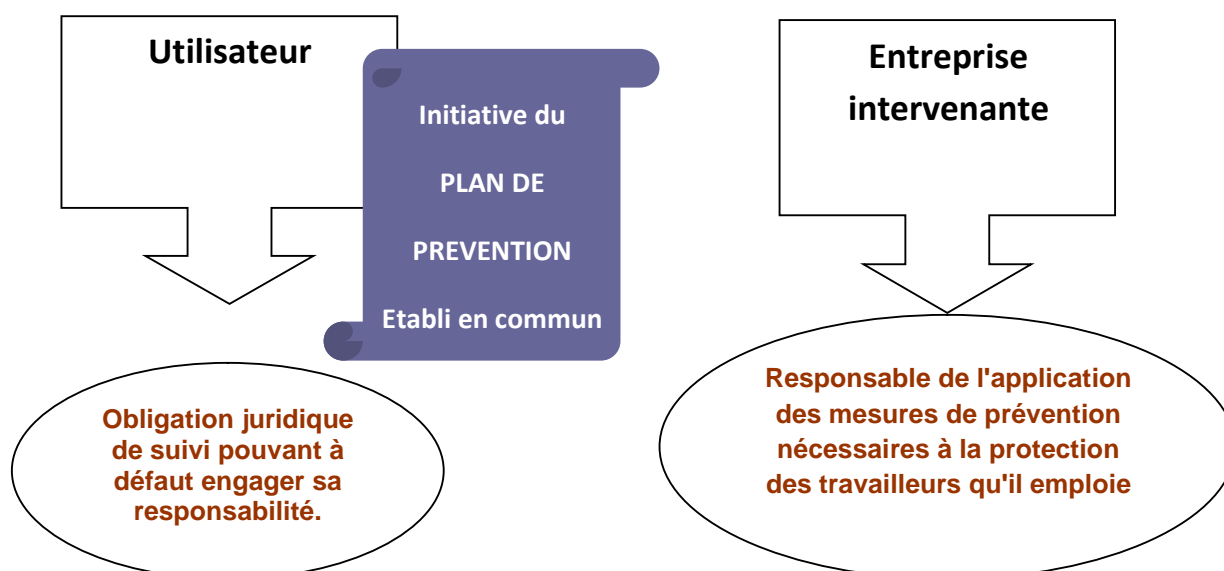 Utilisateur
Initiative du
PLAN DE
PREVENTION
Etabli en commun
Entreprise
intervenante
Obligation juridique
de suivi pouvant à
défaut engager sa
responsabilité.
Responsable de l'application
des mesures de prévention
nécessaires à la protection
des travailleurs qu'il emploie